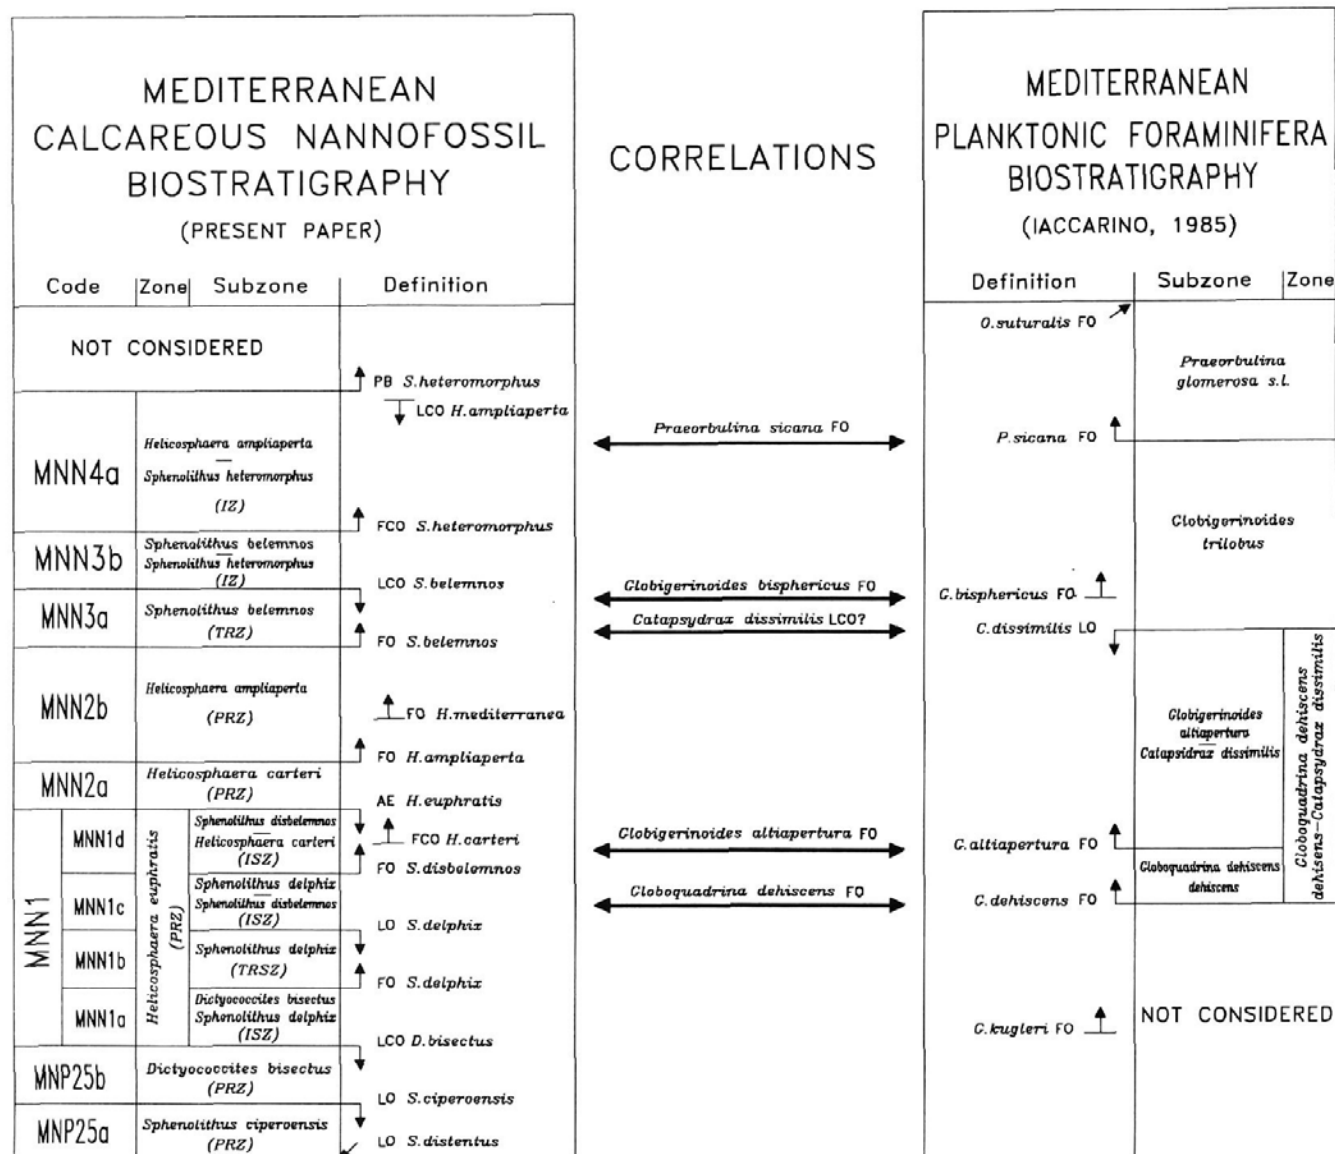 MEDITERRANEAN
CALCAREOUS NANNOFOSSIL
BIOSTRATIGRAPHY
(PRESENT PAPER)
Code Zone Subzone Definition
NOT CONSIDERED
PB S.heteromorphus
LCO H.ampliaperta
MNN4a
Helicosphaera ampliaperta
Sphenolithus heteromorphus
(IZ)
FCO S.heteromorphus
MNN3b
Sphenolithus belemnos
Sphenolithus heteromorphus
(IZ)
LCO S.belemnos
MNN3a
Sphenolithus belemnos
(TRZ)
FO S.belemnos
MNN2b
Helicosphaera ampliaperta
(PRZ)
FO H.mediterranea
FO H.ampliaperta
MNN2a
Helicosphaera carteri
(PRZ)
AE H.euphratis
MNN1
Helicosphaera euphratis
(PRZ)
MNN1d
Sphenolithus disbelemnos
Helicosphaera carteri
(ISZ)
FCO H.carteri
FO S.disbelemnos
MNN1c
Sphenolithus delphix
Sphenolithus disbelemnos
(ISZ)
LO S.delphix
MNN1b
Sphenolithus delphix
(TRSZ)
FO S.delphix
MNN1a
Dictyococcites bisectus
Sphenolithus delphix
(ISZ)
LCO D.bisectus
MNP25b
Dictyococcites bisectus
(PRZ)
LO S.ciperoensis
MNP25a
Sphenolithus ciperoensis
(PRZ)
LO S.distentus
CORRELATIONS
Praeorbulina sicana FO
Globigerinoides bisphericus FO
Catapsydrax dissimilis LCO?
Globigerinoides altiapertura FO
Globoquadrina dehiscens FO
MEDITERRANEAN
PLANKTONIC FORAMINIFERA
BIOSTRATIGRAPHY
(IACCARINO, 1985)
Definition Subzone Zone
O.suturalis FO
Praeorbulina
glomerosa s.l.
P.sicana FO
Globigerinoides
trilobus
G.bisphericus FO
C.dissimilis LO
Globigerinoides
altiapertura
Catapsidrax dissimilis
G.altiapertura FO
Globoquadrina dehiscens
dehiscens
G.dehiscens FO
Globoquadrina dehiscens
dehisens-Catapsydrax dissimilis
G.kugleri FO
NOT CONSIDERED